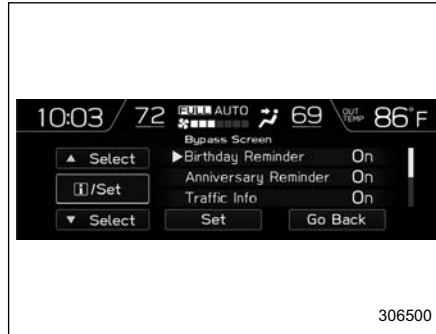 10:03 72 FULL AUTO 69 OUT TEMP 86°F
Bypass Screen
▲ Select ▶Birthday Reminder On
Anniversary Reminder On
i/Set
Traffic Info On
▼ Select Set Go Back
306500